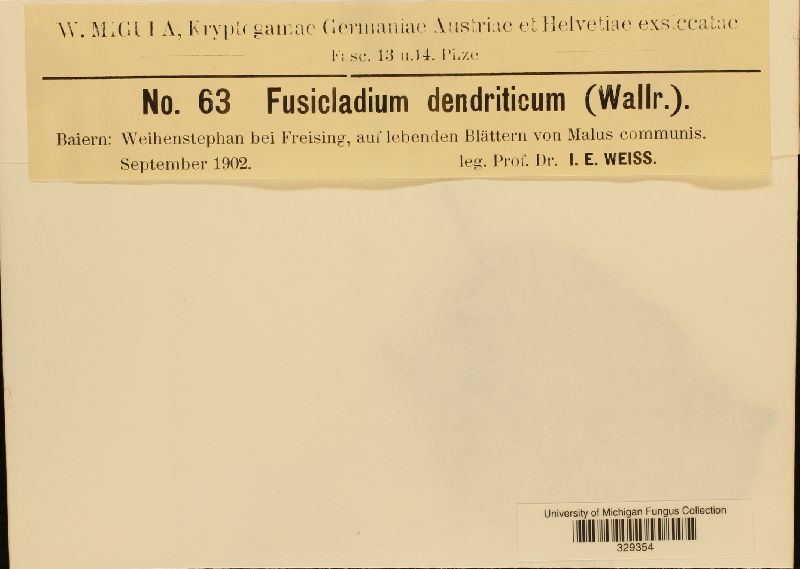 W. MIGULA, Kryptogamae Germaniae Austriae et Helvetiae exsiccatae
Fasc. 13 u.14. Pilze
No. 63 Fusicladium dendriticum (Wallr.).
Baiern: Weihenstephan bei Freising, auf lebenden Blättern von Malus communis.
September 1902. leg. Prof. Dr. I. E. WEISS.
University of Michigan Fungus Collection
329354